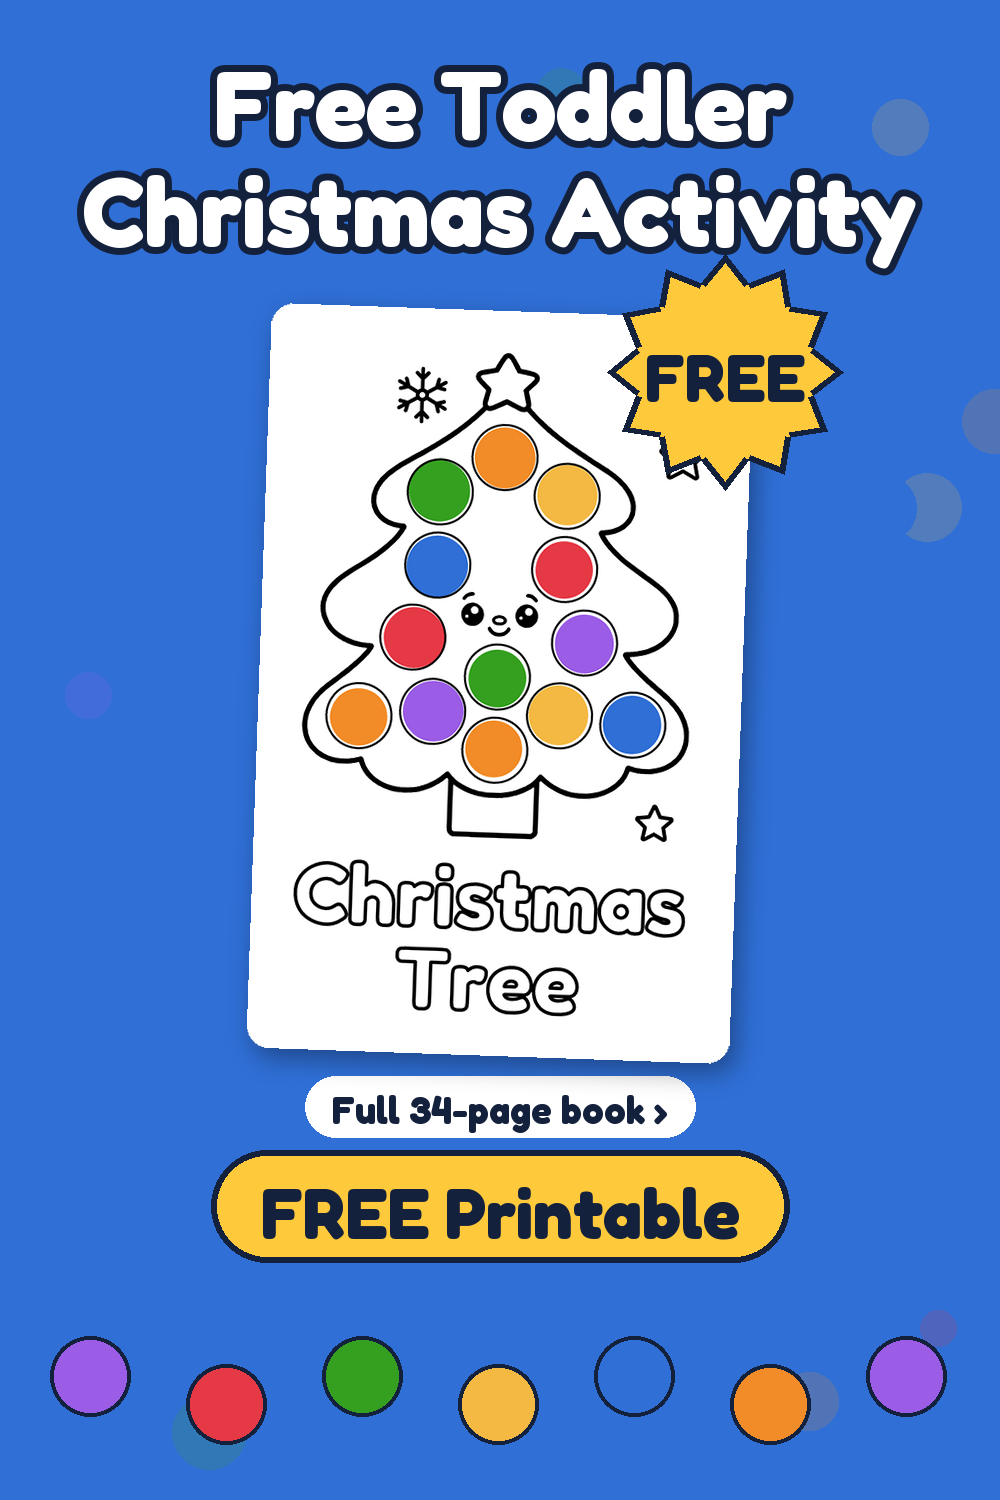 Free Toddler
Christmas Activity
FREE
Christmas
Tree
Full 34-page book ›
FREE Printable